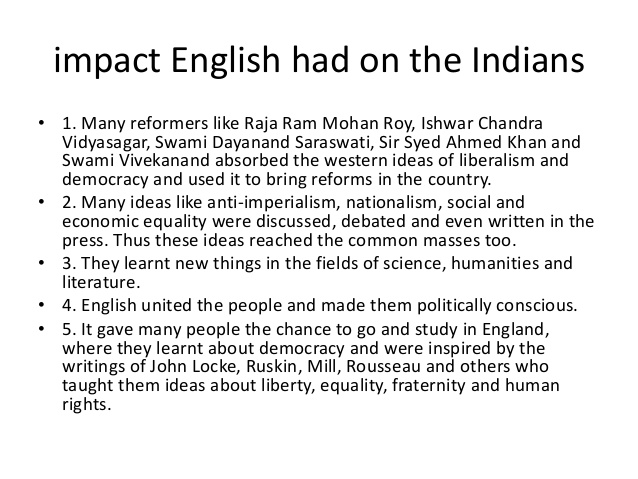 impact English had on the Indians
• 1. Many reformers like Raja Ram Mohan Roy, Ishwar Chandra
Vidyasagar, Swami Dayanand Saraswati, Sir Syed Ahmed Khan and
Swami Vivekanand absorbed the western ideas of liberalism and
democracy and used it to bring reforms in the country.
• 2. Many ideas like anti-imperialism, nationalism, social and
economic equality were discussed, debated and even written in the
press. Thus these ideas reached the common masses too.
• 3. They learnt new things in the fields of science, humanities and
literature.
• 4. English united the people and made them politically conscious.
• 5. It gave many people the chance to go and study in England,
where they learnt about democracy and were inspired by the
writings of John Locke, Ruskin, Mill, Rousseau and others who
taught them ideas about liberty, equality, fraternity and human
rights.